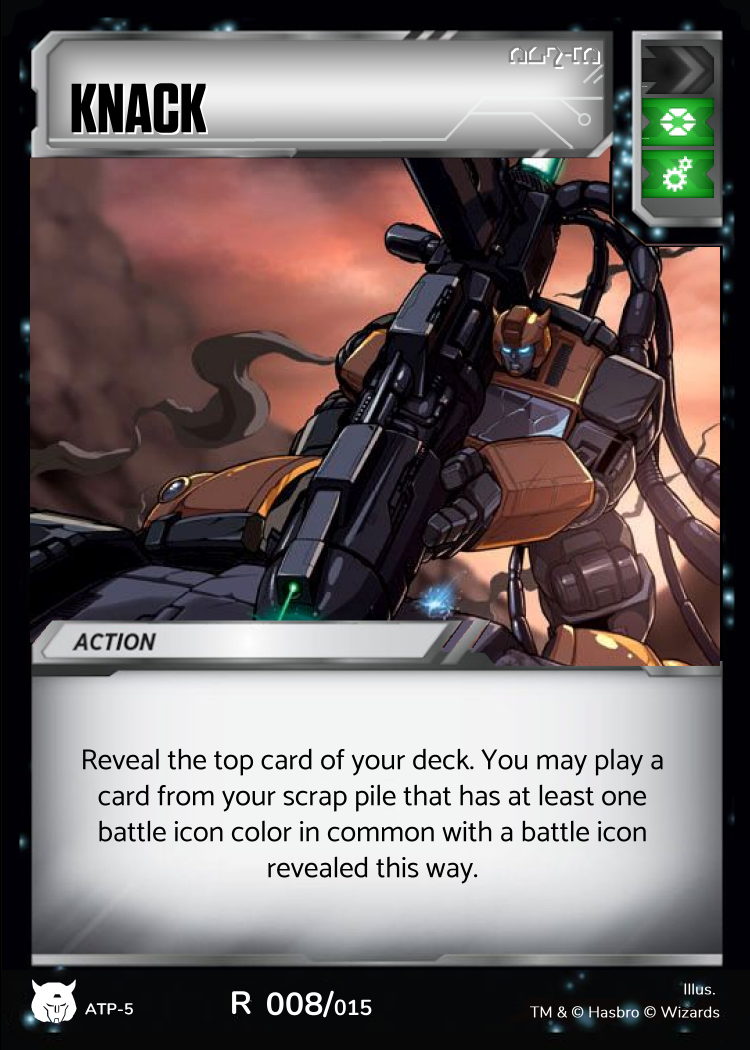 KNACK
ACTION
Reveal the top card of your deck. You may play a
card from your scrap pile that has at least one
battle icon color in common with a battle icon
revealed this way.
ATP-5
R 008/015
Illus.
TM & © Hasbro © Wizards